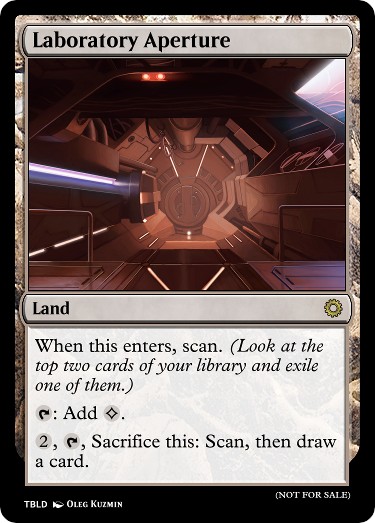 Laboratory Aperture
Land
When this enters, scan. (Look at the
top two cards of your library and exile
one of them.)
: Add .
2, , Sacrifice this: Scan, then draw
a card.
(NOT FOR SALE)
TBLD OLEG KUZMIN